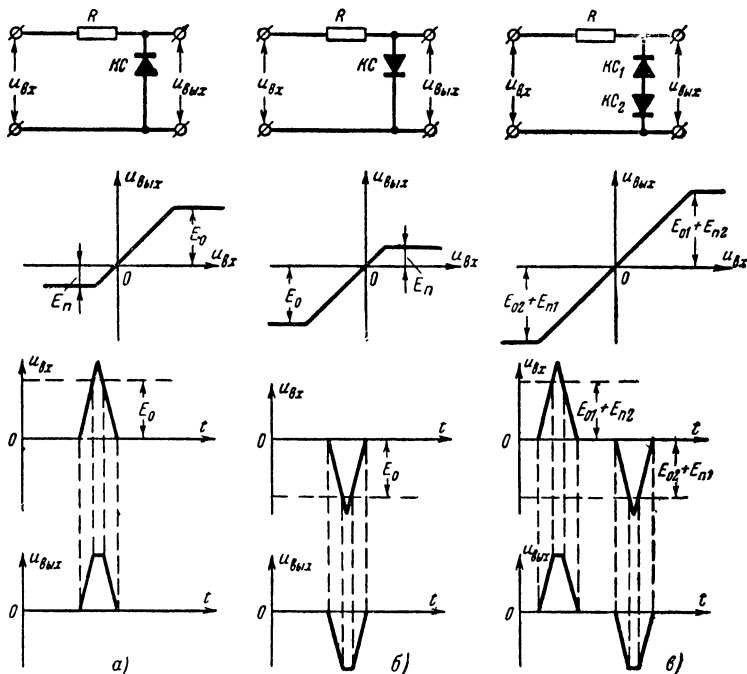 R R R
u_вх КС u_вых u_вх КС u_вых u_вх КС₁ КС₂ u_вых
u_вых u_вых u_вых
E_0 u_вх E_п 0
E_0 u_вх E_п 0
E_01+E_п2 u_вх E_02+E_п1 0
u_вх E_0 t 0
u_вх E_0 t 0
u_вх E_01+E_п2 t 0 E_02+E_п1
u_вых t 0
u_вых t 0
u_вых t 0
а) б) в)